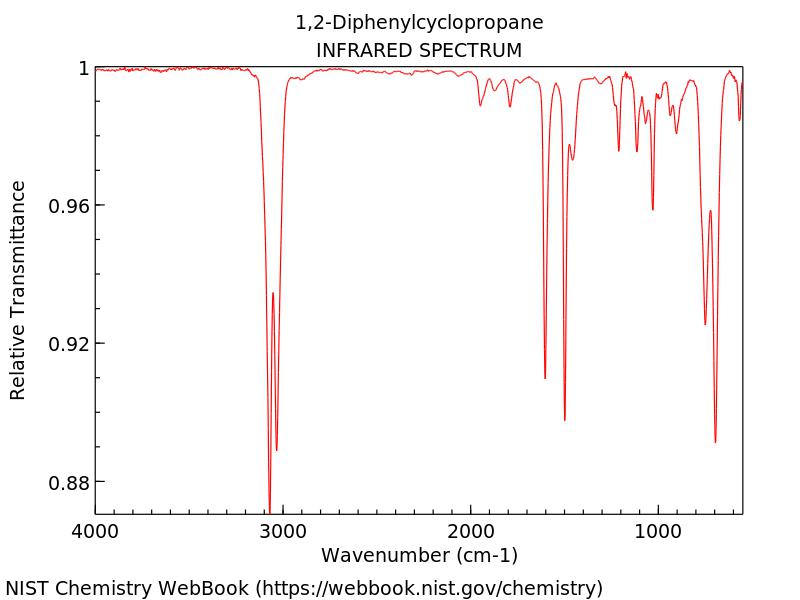 1,2-Diphenylcyclopropane
INFRARED SPECTRUM
1
0.96
0.92
0.88
Relative Transmittance
4000 3000 2000 1000
Wavenumber (cm-1)
NIST Chemistry WebBook (https://webbook.nist.gov/chemistry)